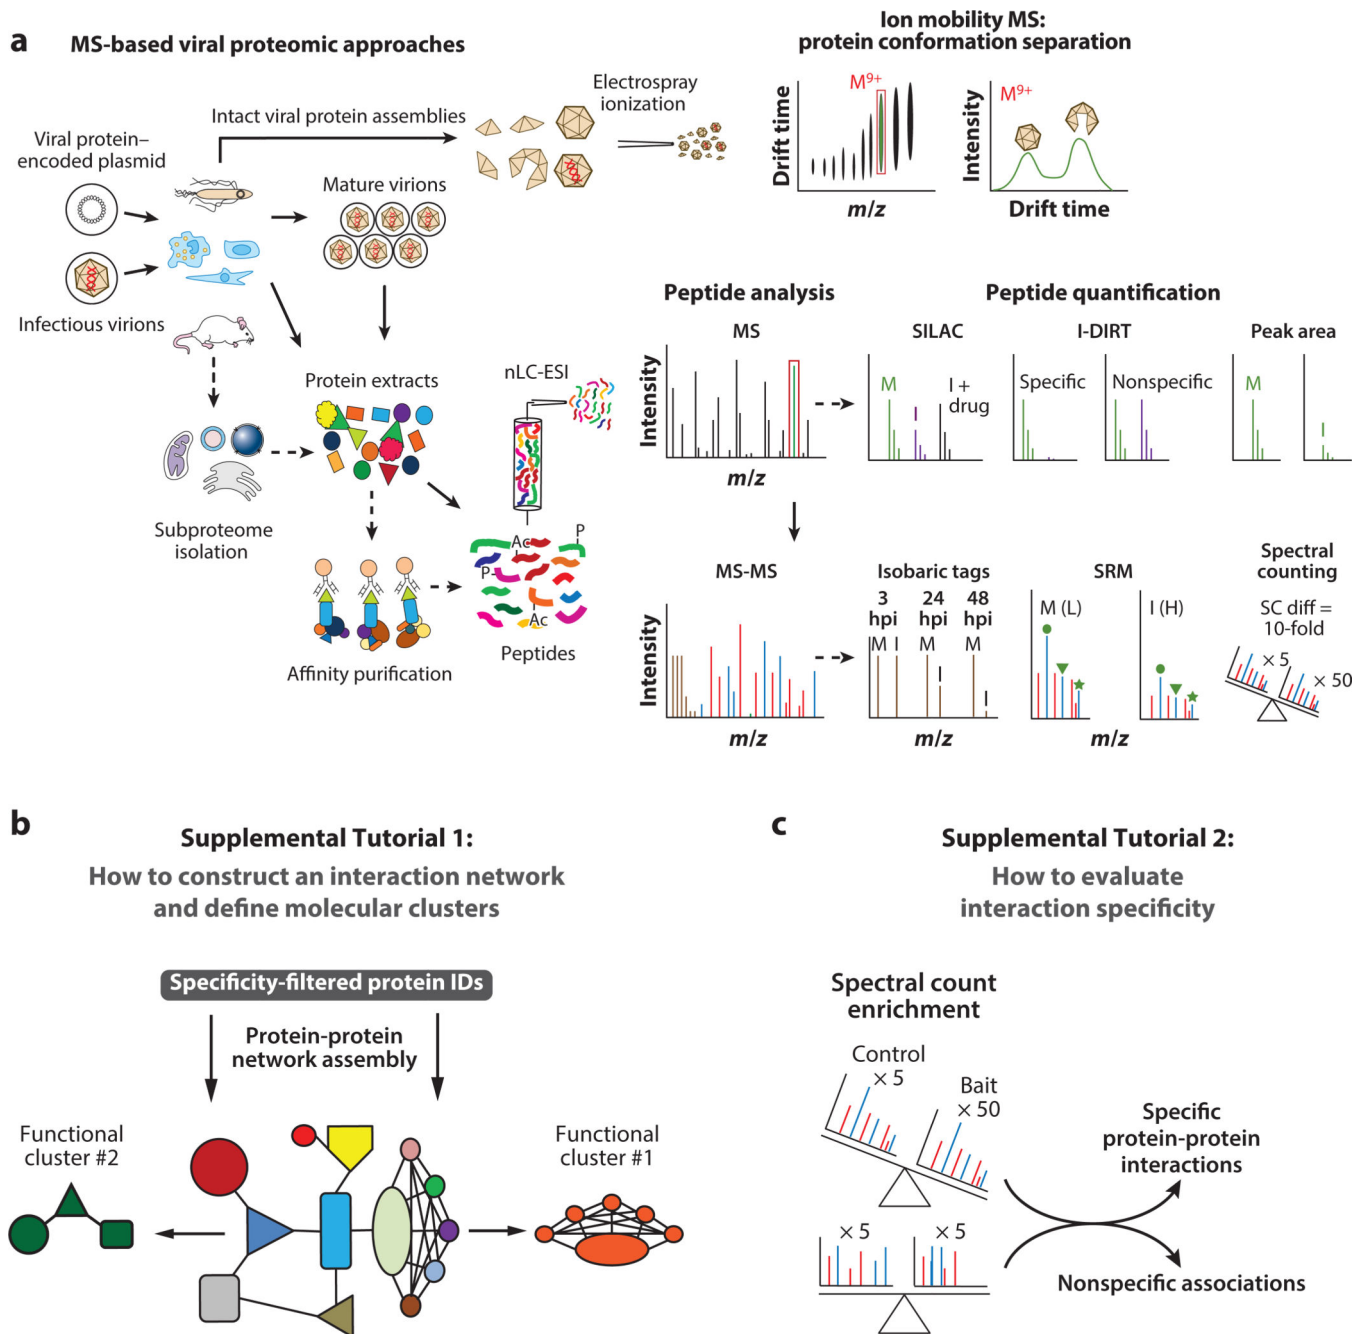 a
MS-based viral proteomic approaches
Ion mobility MS:
protein conformation separation
Viral protein–
encoded plasmid
Intact viral protein assemblies
Electrospray
ionization
Mature virions
Infectious virions
Drift time
M9+
m/z
Intensity
M9+
Drift time
Subproteome
isolation
Protein extracts
Affinity purification
nLC-ESI
Ac
P
P-
Ac
Peptides
Peptide analysis
Peptide quantification
MS
Intensity
m/z
SILAC
M
I
I +
drug
I-DIRT
Specific
Nonspecific
Peak area
M
I
MS-MS
Intensity
m/z
Isobaric tags
3
hpi
24
hpi
48
hpi
M I
M
I
M
I
m/z
SRM
M (L)
I (H)
m/z
Spectral
counting
SC diff =
10-fold
× 5
× 50
b
Supplemental Tutorial 1:
How to construct an interaction network
and define molecular clusters
Specificity-filtered protein IDs
Protein-protein
network assembly
Functional
cluster #2
Functional
cluster #1
c
Supplemental Tutorial 2:
How to evaluate
interaction specificity
Spectral count
enrichment
Control
× 5
Bait
× 50
× 5
× 5
Specific
protein-protein
interactions
Nonspecific associations